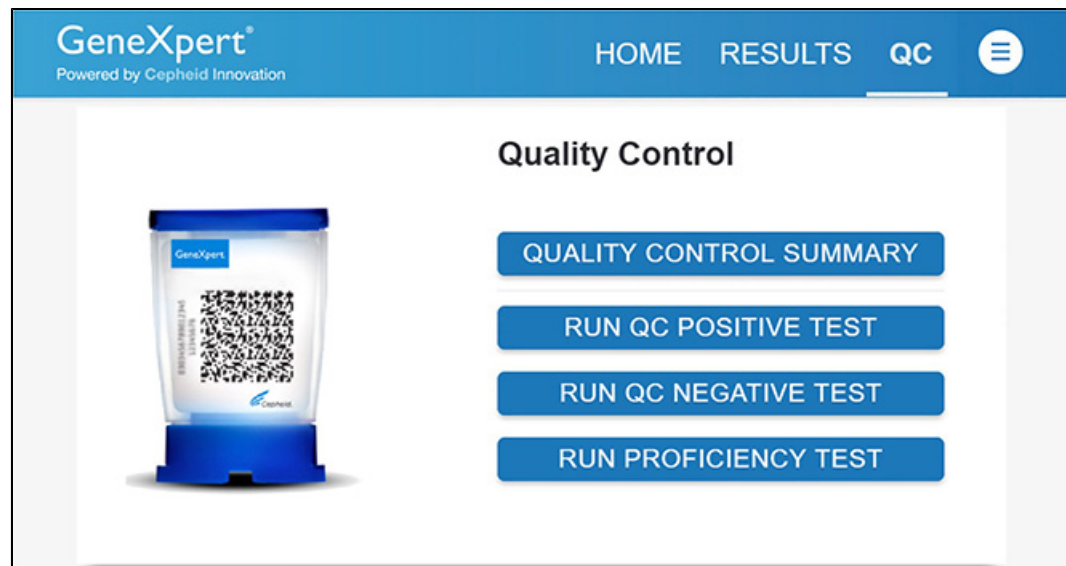 GeneXpert®
Powered by Cepheid Innovation
HOME RESULTS QC
Quality Control
GeneXpert
Cepheid.
QUALITY CONTROL SUMMARY
RUN QC POSITIVE TEST
RUN QC NEGATIVE TEST
RUN PROFICIENCY TEST